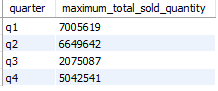 quarter maximum_total_sold_quantity
q1 7005619
q2 6649642
q3 2075087
q4 5042541